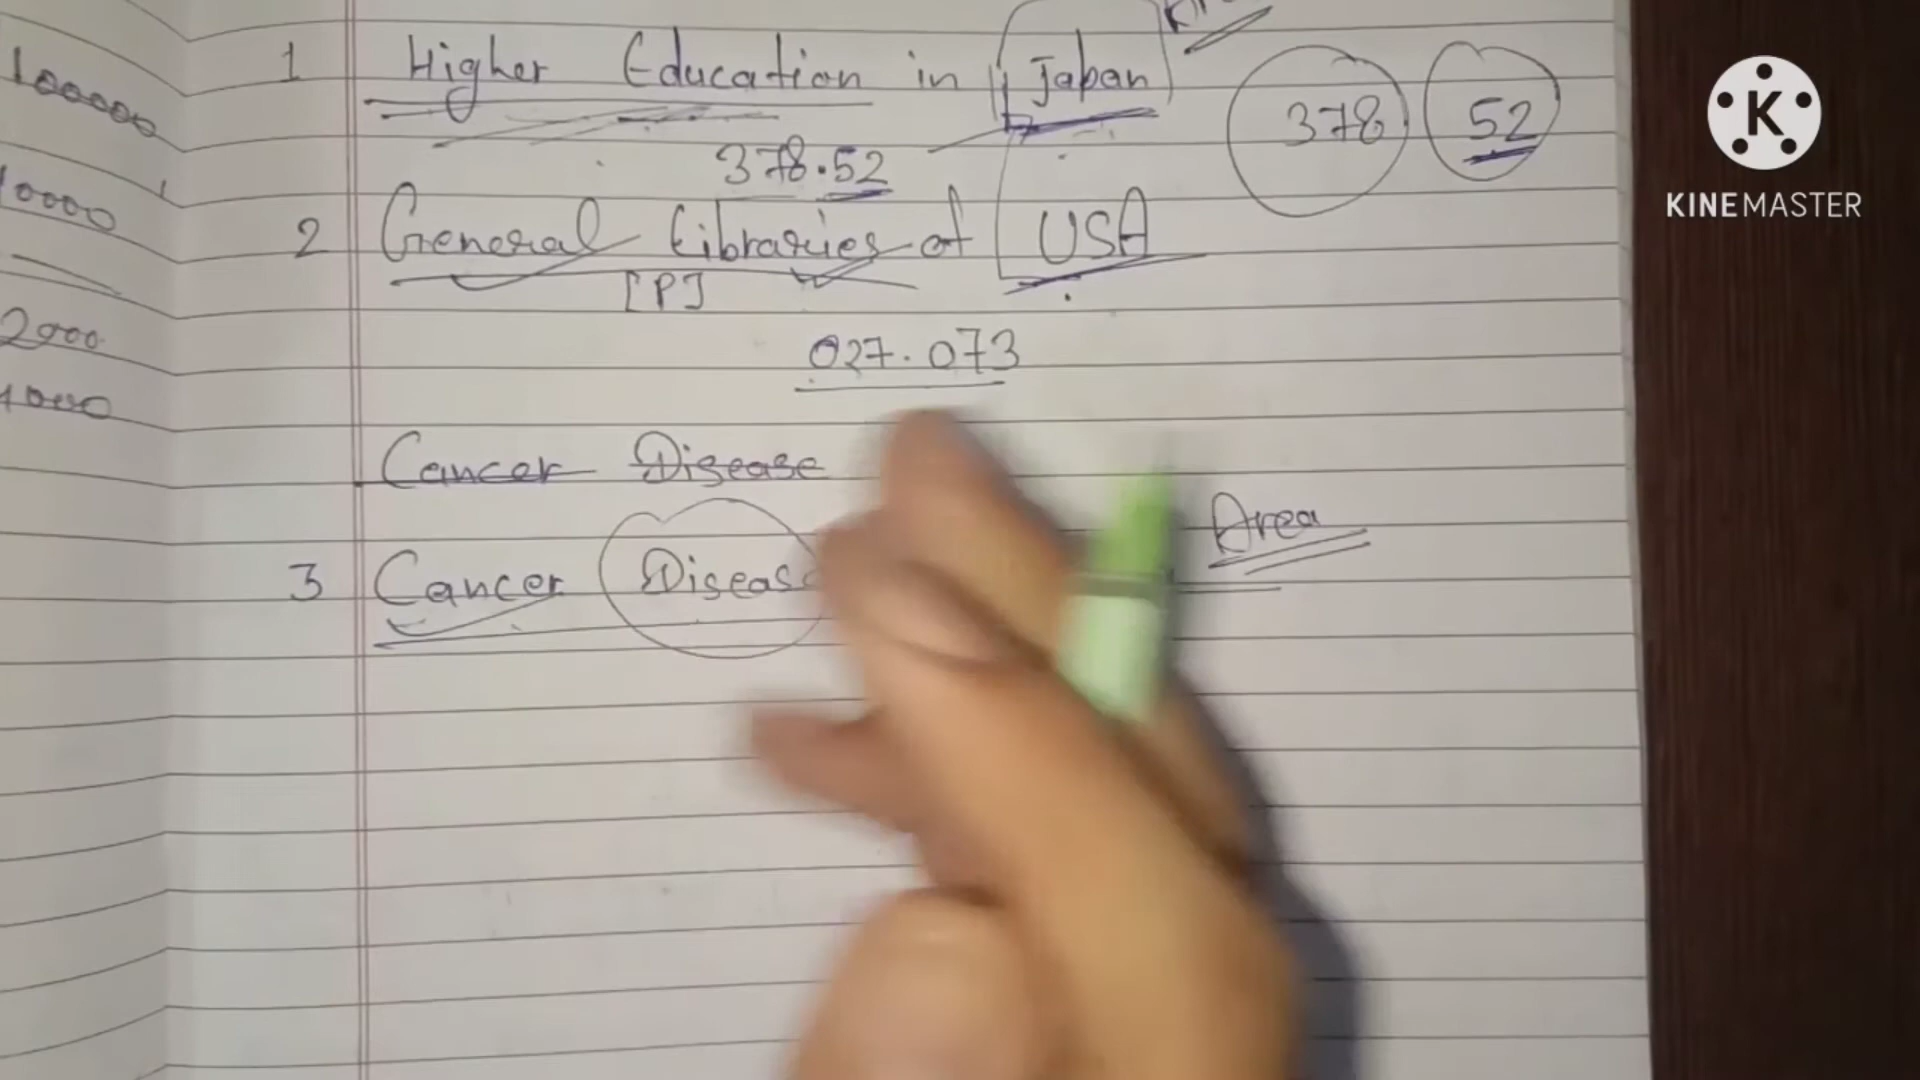 1 Higher Education in Japan
378 52
378.52
2 General Libraries of USA
[P]
027.073
Cancer Disease
Area
3 Cancer Disease
100000
10000
2000
1000
KINEMASTER